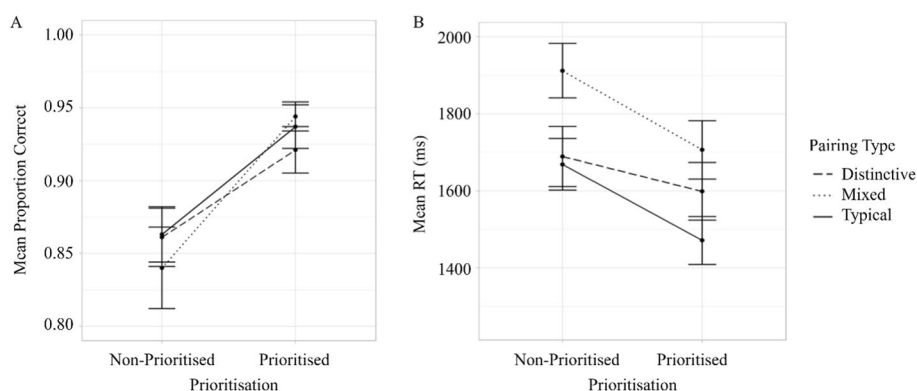 A
Mean Proportion Correct
1.00
0.95
0.90
0.85
0.80
Non-Prioritised Prioritised
Prioritisation
B
Mean RT (ms)
2000
1800
1600
1400
Non-Prioritised Prioritised
Prioritisation
Pairing Type
Distinctive
Mixed
Typical